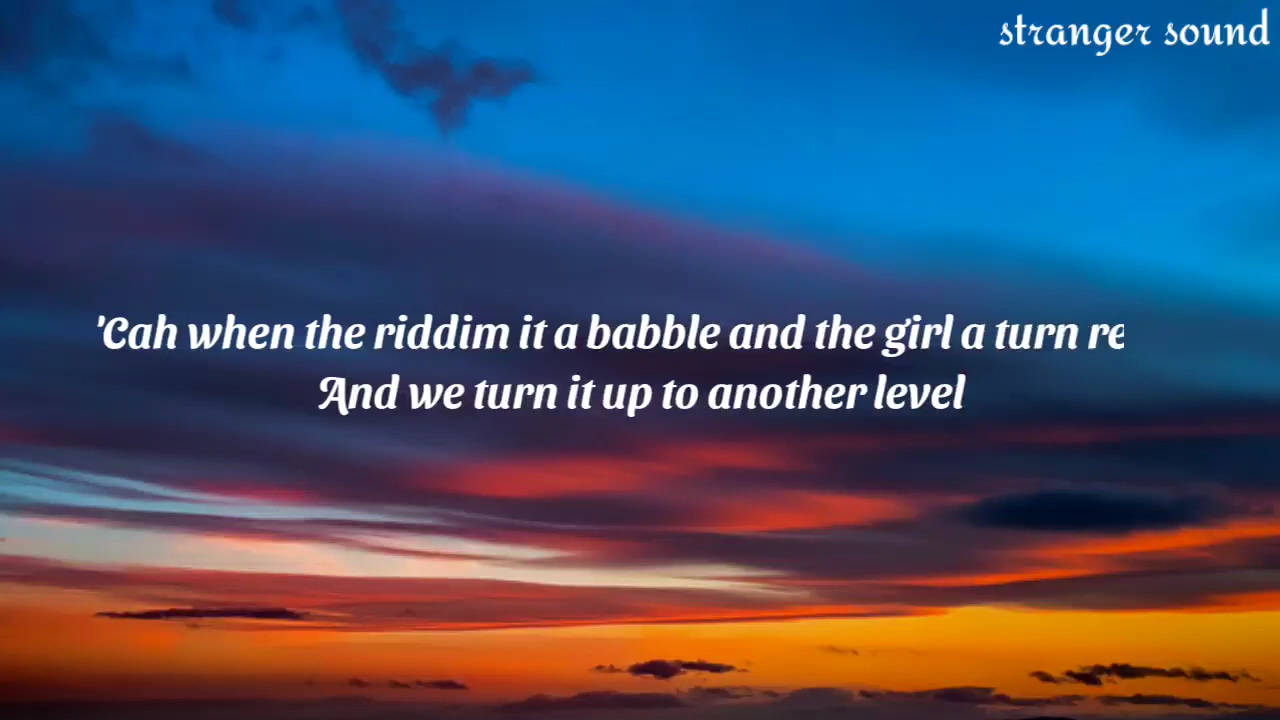 stranger sound
'Cah when the riddim it a babble and the girl a turn re
And we turn it up to another level